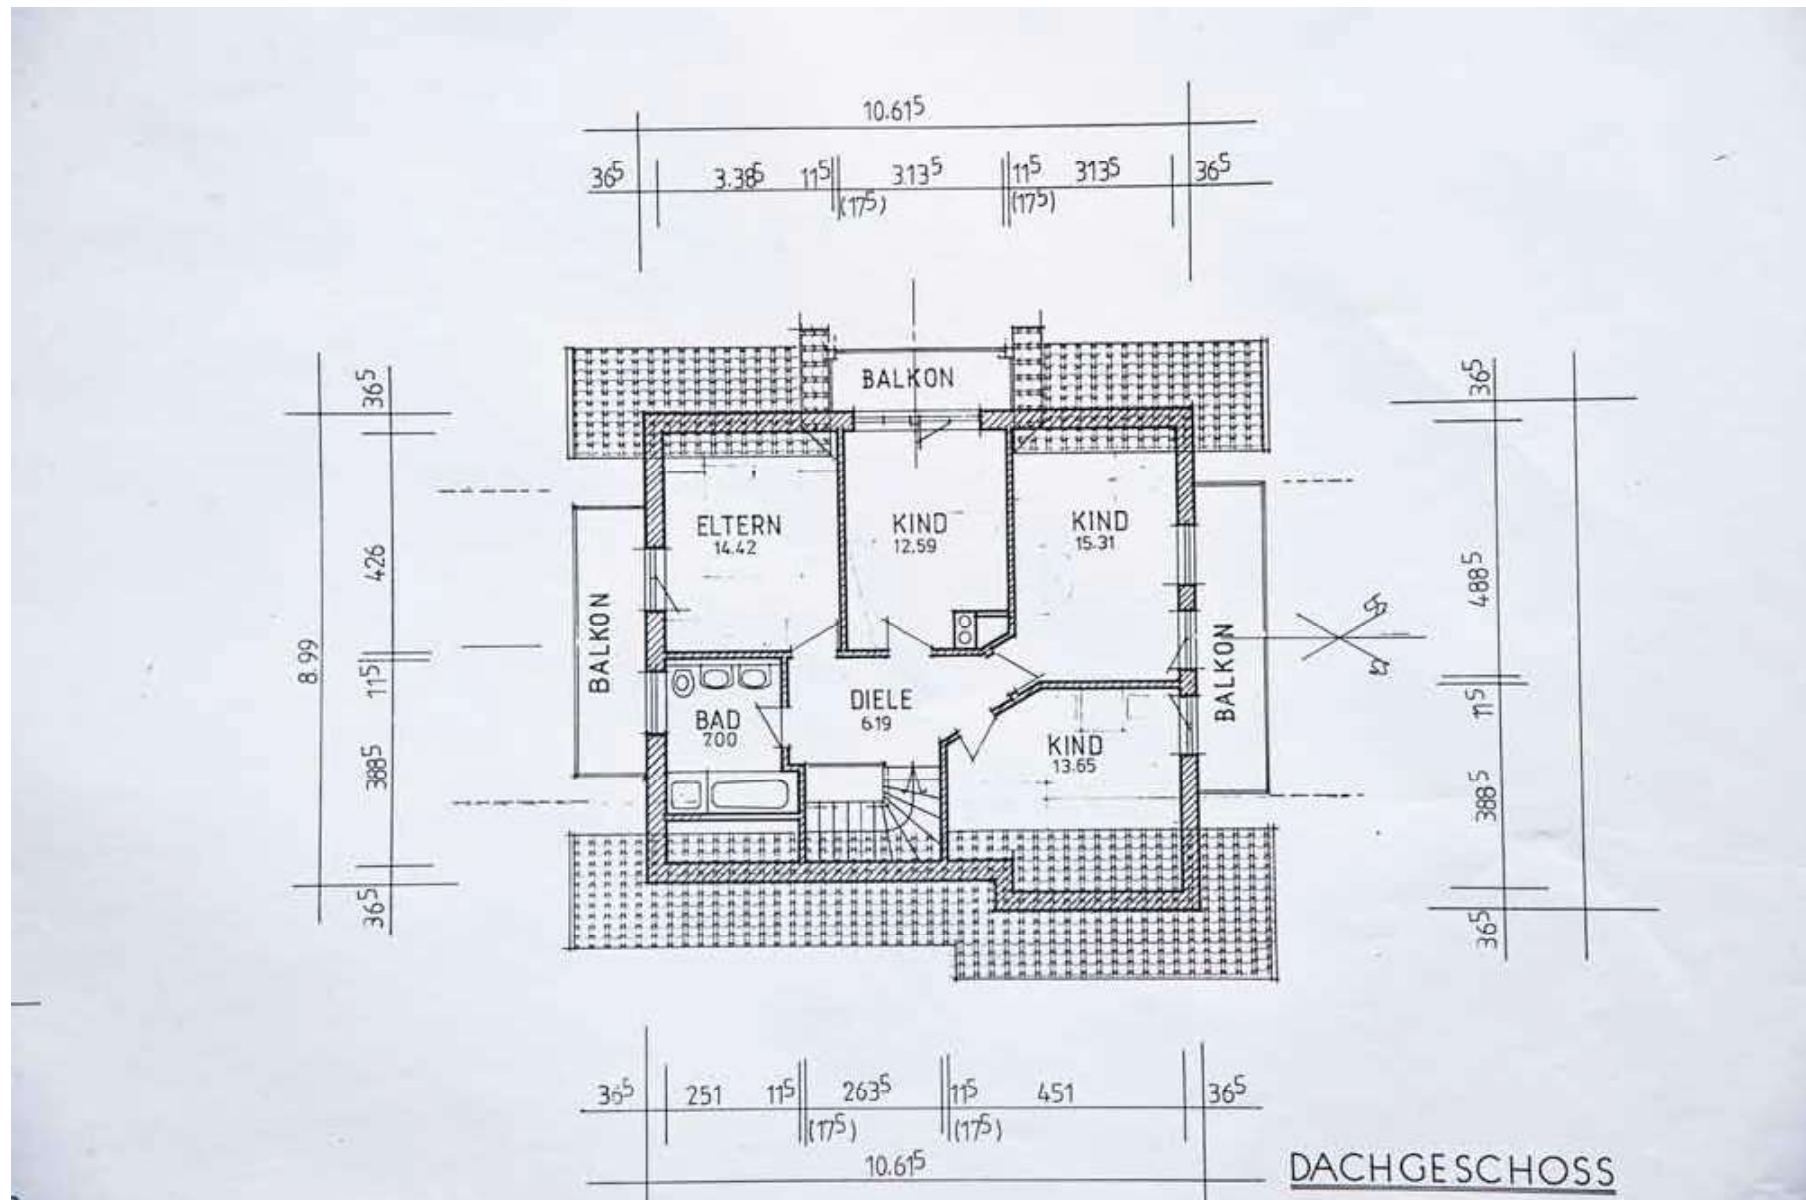 10.61⁵
36⁵ 3.38⁵ 11⁵ 3.13⁵ 11⁵ 313⁵ 36⁵
(17⁵) (17⁵)
BALKON
36⁵
426
11⁵
388⁵
36⁵
8.99
BALKON
ELTERN
14.42
KIND
12.59
KIND
15.31
BAD
7.00
DIELE
6.19
KIND
13.65
BALKON
36⁵
488⁵
11⁵
388⁵
36⁵
36⁵ 251 11⁵ 263⁵ 11⁵ 451 36⁵
(17⁵) (17⁵)
10.61⁵
DACHGESCHOSS